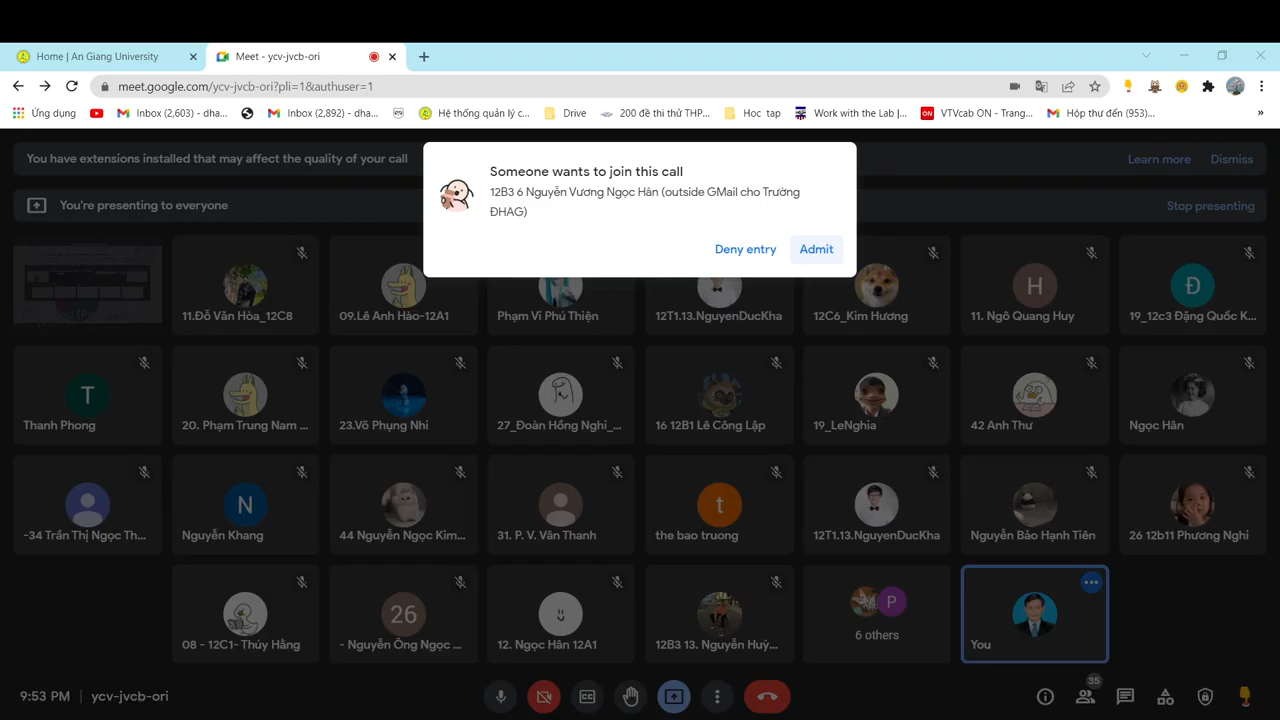 Home | An Giang University
Meet - ycv-jvcb-ori
meet.google.com/ycv-jvcb-ori?pli=1&authuser=1
Ứng dụng
Inbox (2,603) - dha...
Inbox (2,892) - dha...
Hệ thống quản lý c...
Drive
200 đề thi thử THP...
Hoc tap
Work with the Lab |...
VTVcab ON - Trang...
Hộp thư đến (953)...
»
You have extensions installed that may affect the quality of your call
Learn more
Dismiss
Someone wants to join this call
12B3 6 Nguyễn Vương Ngọc Hân (outside GMail cho Trường
ĐHAG)
Deny entry
Admit
You're presenting to everyone
Stop presenting
11.Đỗ Văn Hòa_12C8
09.Lê Anh Hào-12A1
Phạm Vì Phú Thiện
12T1.13.NguyenDucKha
12C6_Kim Hương
H
11. Ngô Quang Huy
Đ
19_12c3 Đặng Quốc K...
T
Thanh Phong
20. Phạm Trung Nam ...
23.Võ Phụng Nhi
27_Đoàn Hồng Nghi_...
16 12B1 Lê Công Lập
19_LeNghia
42 Anh Thư
Ngọc Hân
-34 Trần Thị Ngọc Th...
N
Nguyễn Khang
44 Nguyễn Ngọc Kim...
31. P. V. Vân Thanh
t
the bao truong
12T1.13.NguyenDucKha
Nguyễn Bảo Hạnh Tiên
26 12b11 Phương Nghi
08 - 12C1- Thúy Hằng
26
- Nguyễn Ông Ngọc ...
12. Ngọc Hân 12A1
12B3 13. Nguyễn Huỳ...
P
6 others
You
9:53 PM
ycv-jvcb-ori
35